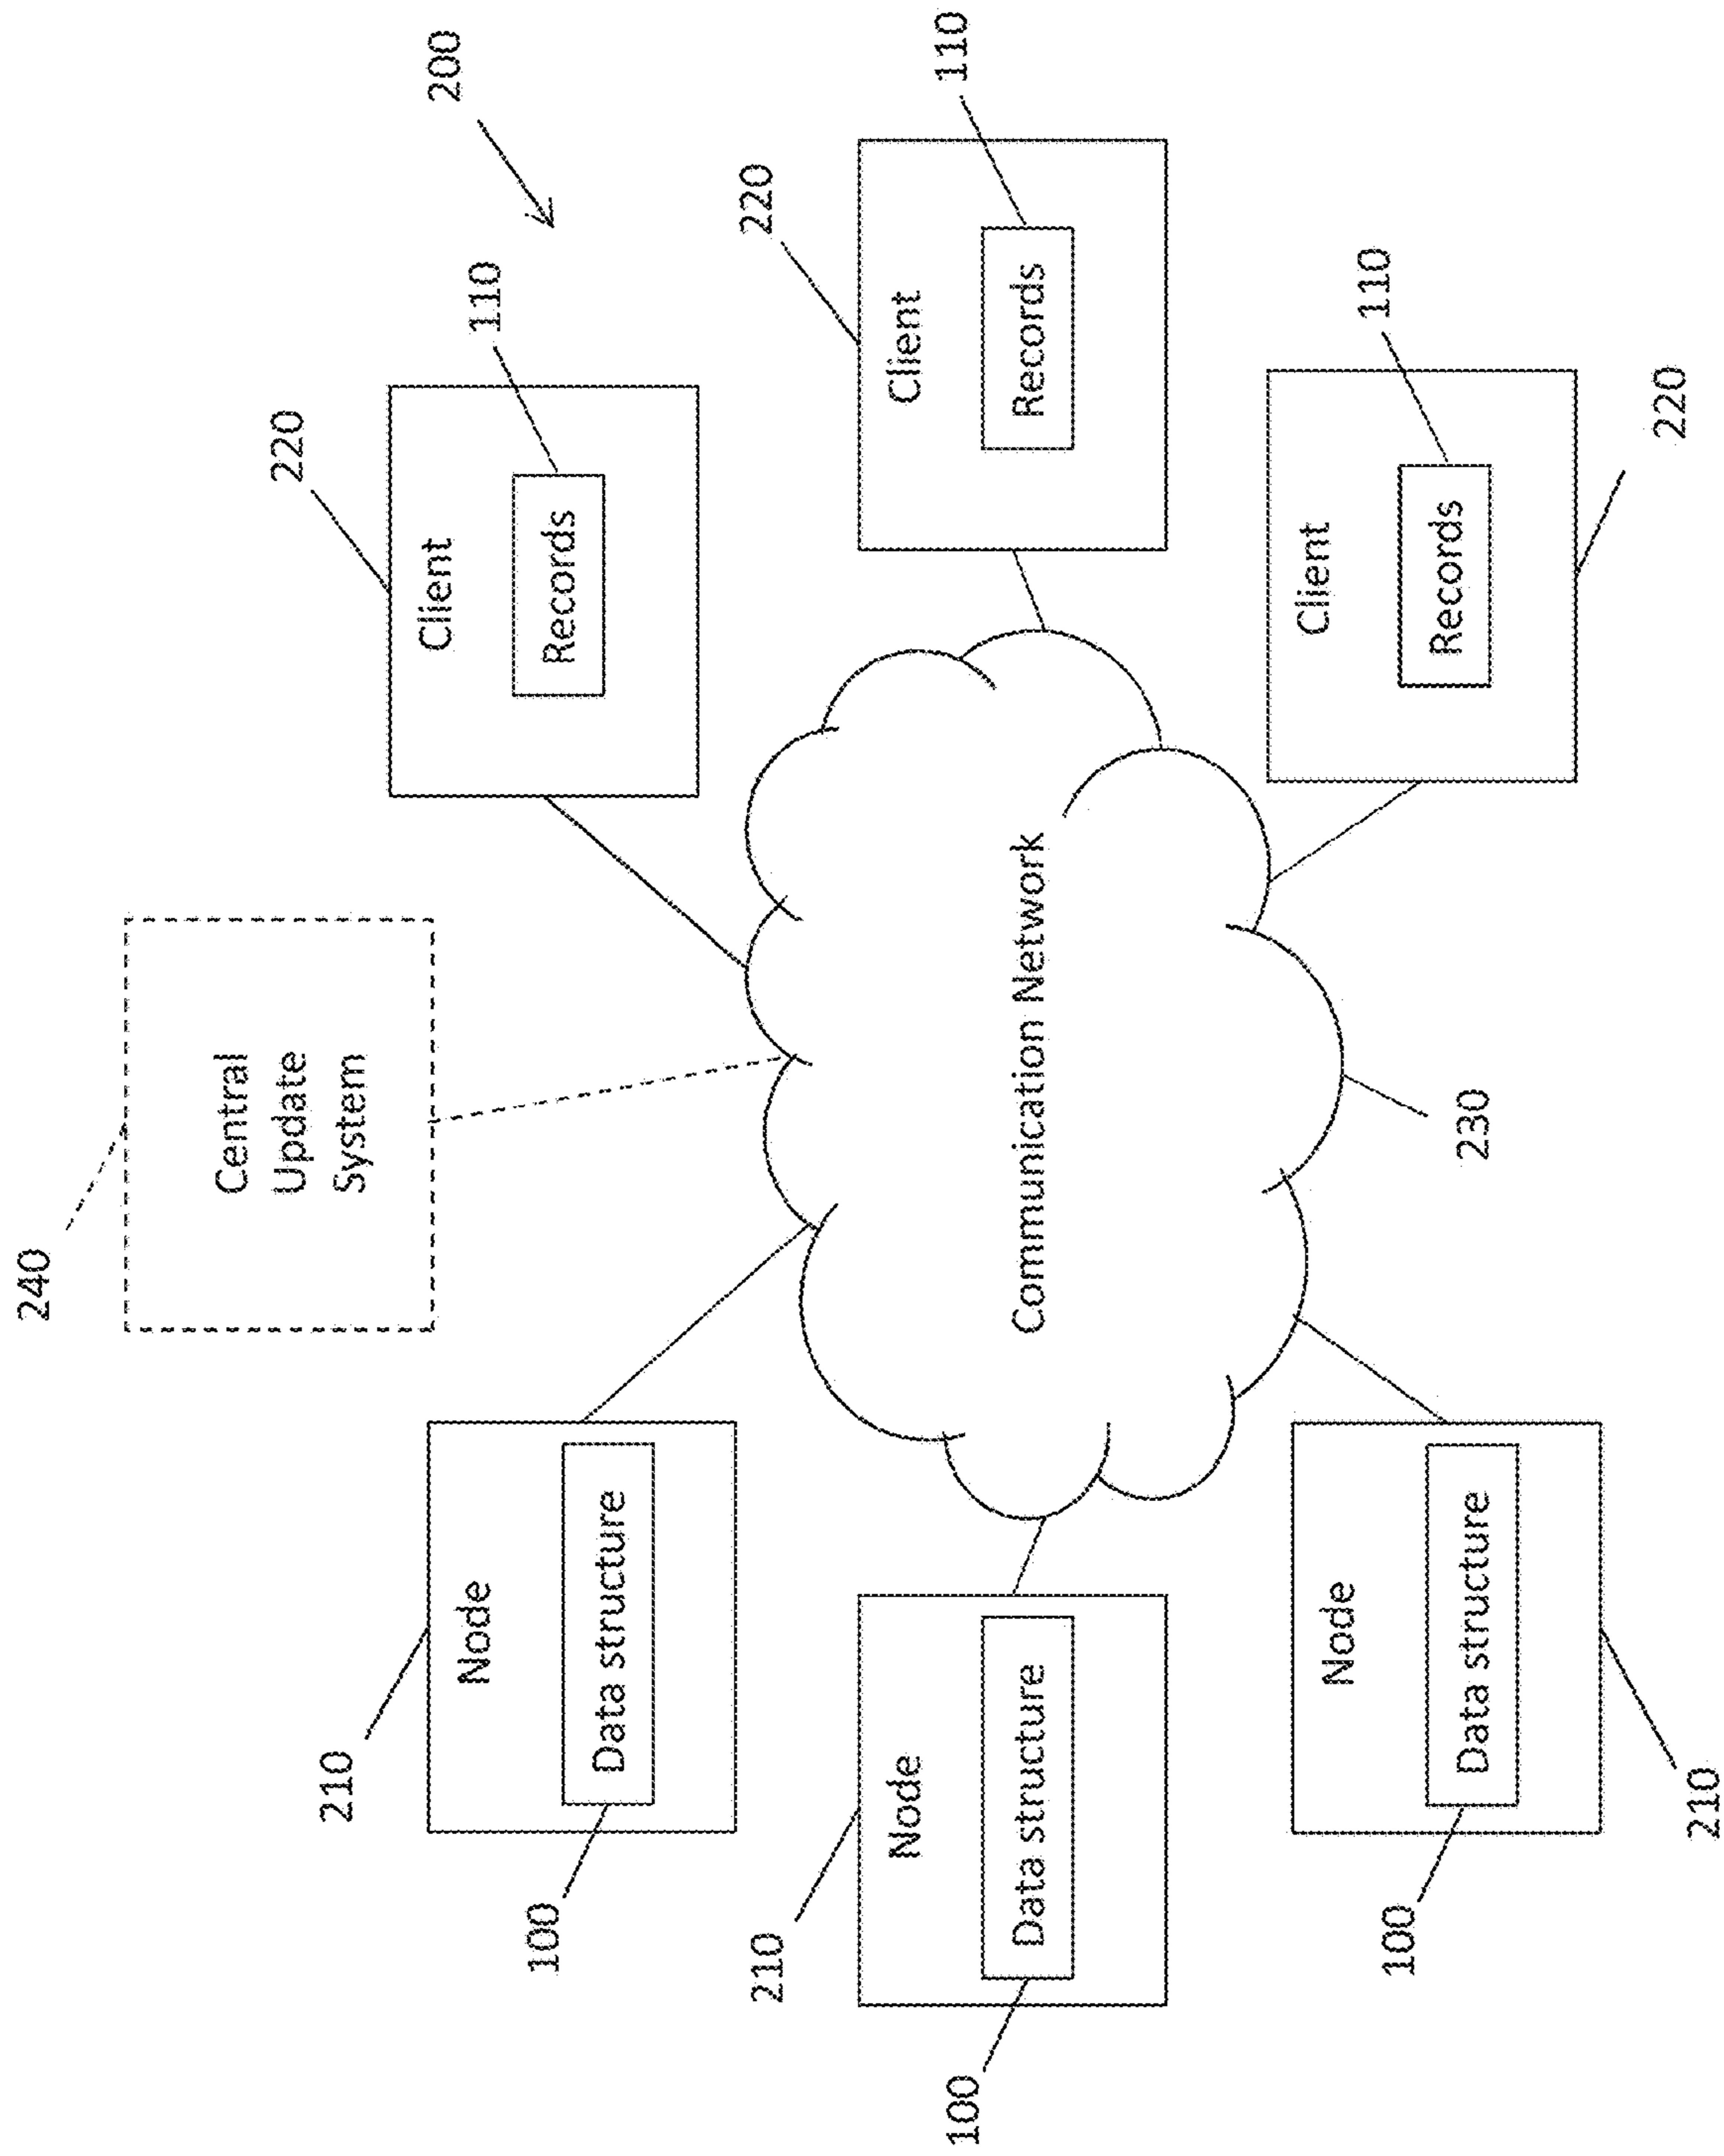 240
Central
Update
System
200
210
Node
Data structure
100
220
Client
Records
110
210
Node
Data structure
100
Communication Network
220
Client
Records
110
210
Node
Data structure
100
230
220
Client
Records
110